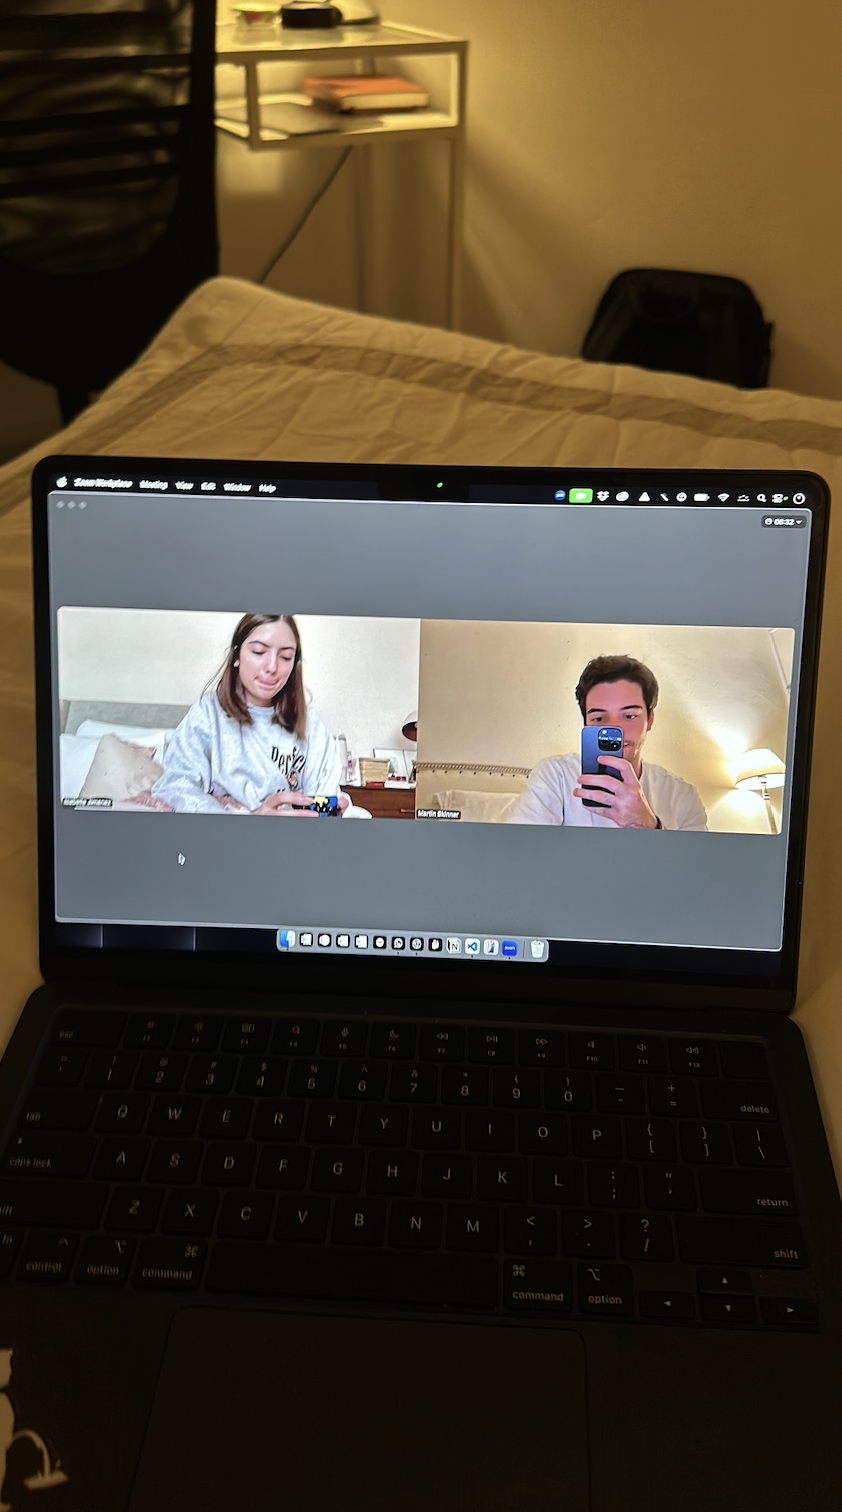 Zoom Workplace Meeting View Edit Window Help
06:32
Perfect
Martin Skinner
zoom
esc F1 F2 F3 F4 F5 F6 F7 F8 F9 F10 F11 F12
! @ # $ % ^ & * ( ) _ +
1 2 3 4 5 6 7 8 9 0 - = delete
tab Q W E R T Y U I O P { [ } ] | \
caps lock A S D F G H J K L : ; " ' return
shift Z X C V B N M < , > . ? / shift
fn control option command command option